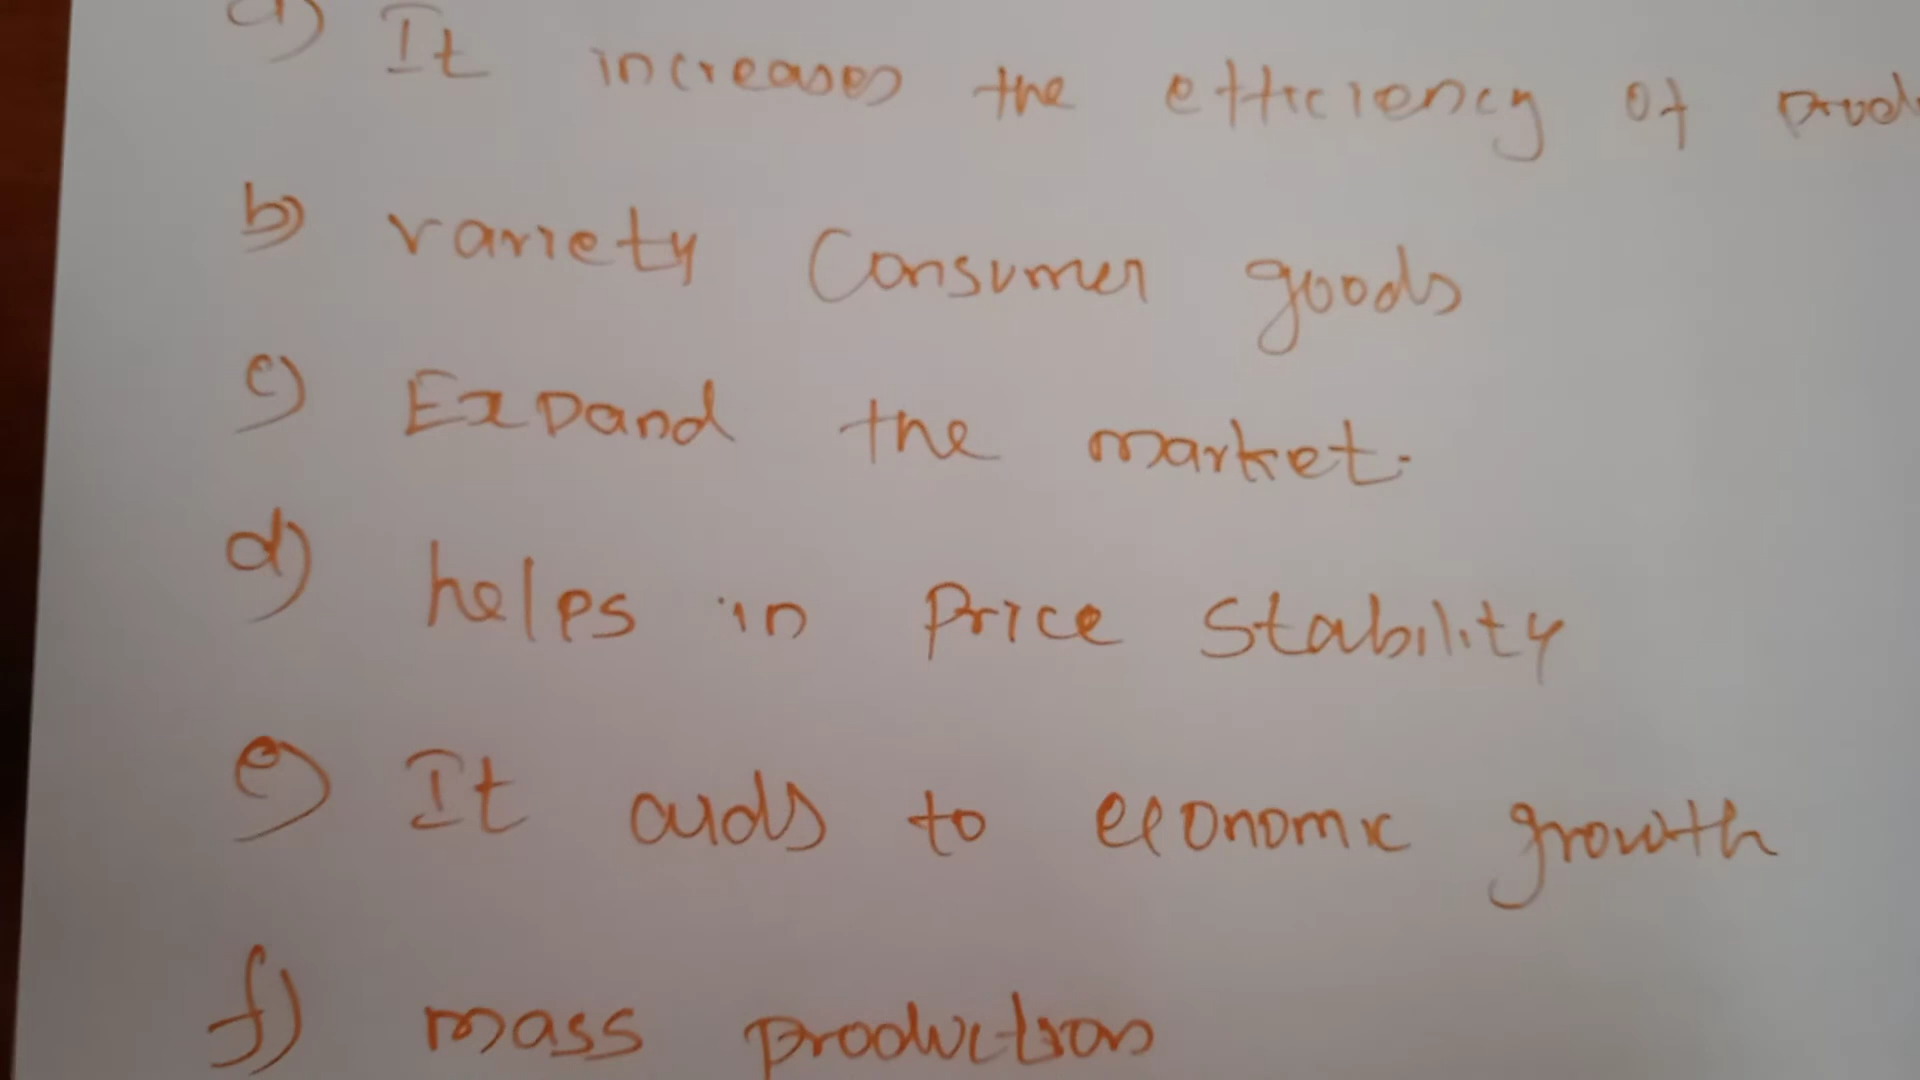 a) It increases the efficiency of
b) variety Consumer goods
c) Expand the market.
d) helps in Price Stability
e) It aids to economic growth
f) mass production